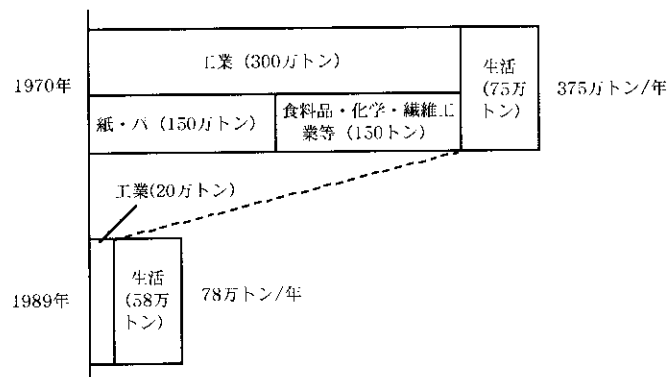 1970年
工業（300万トン）
生活
（75万
トン）
375万トン/年
紙・パ（150万トン）
食料品・化学・繊維工
業等（150トン）
工業(20万トン)
1989年
生活
(58万
トン）
78万トン/年